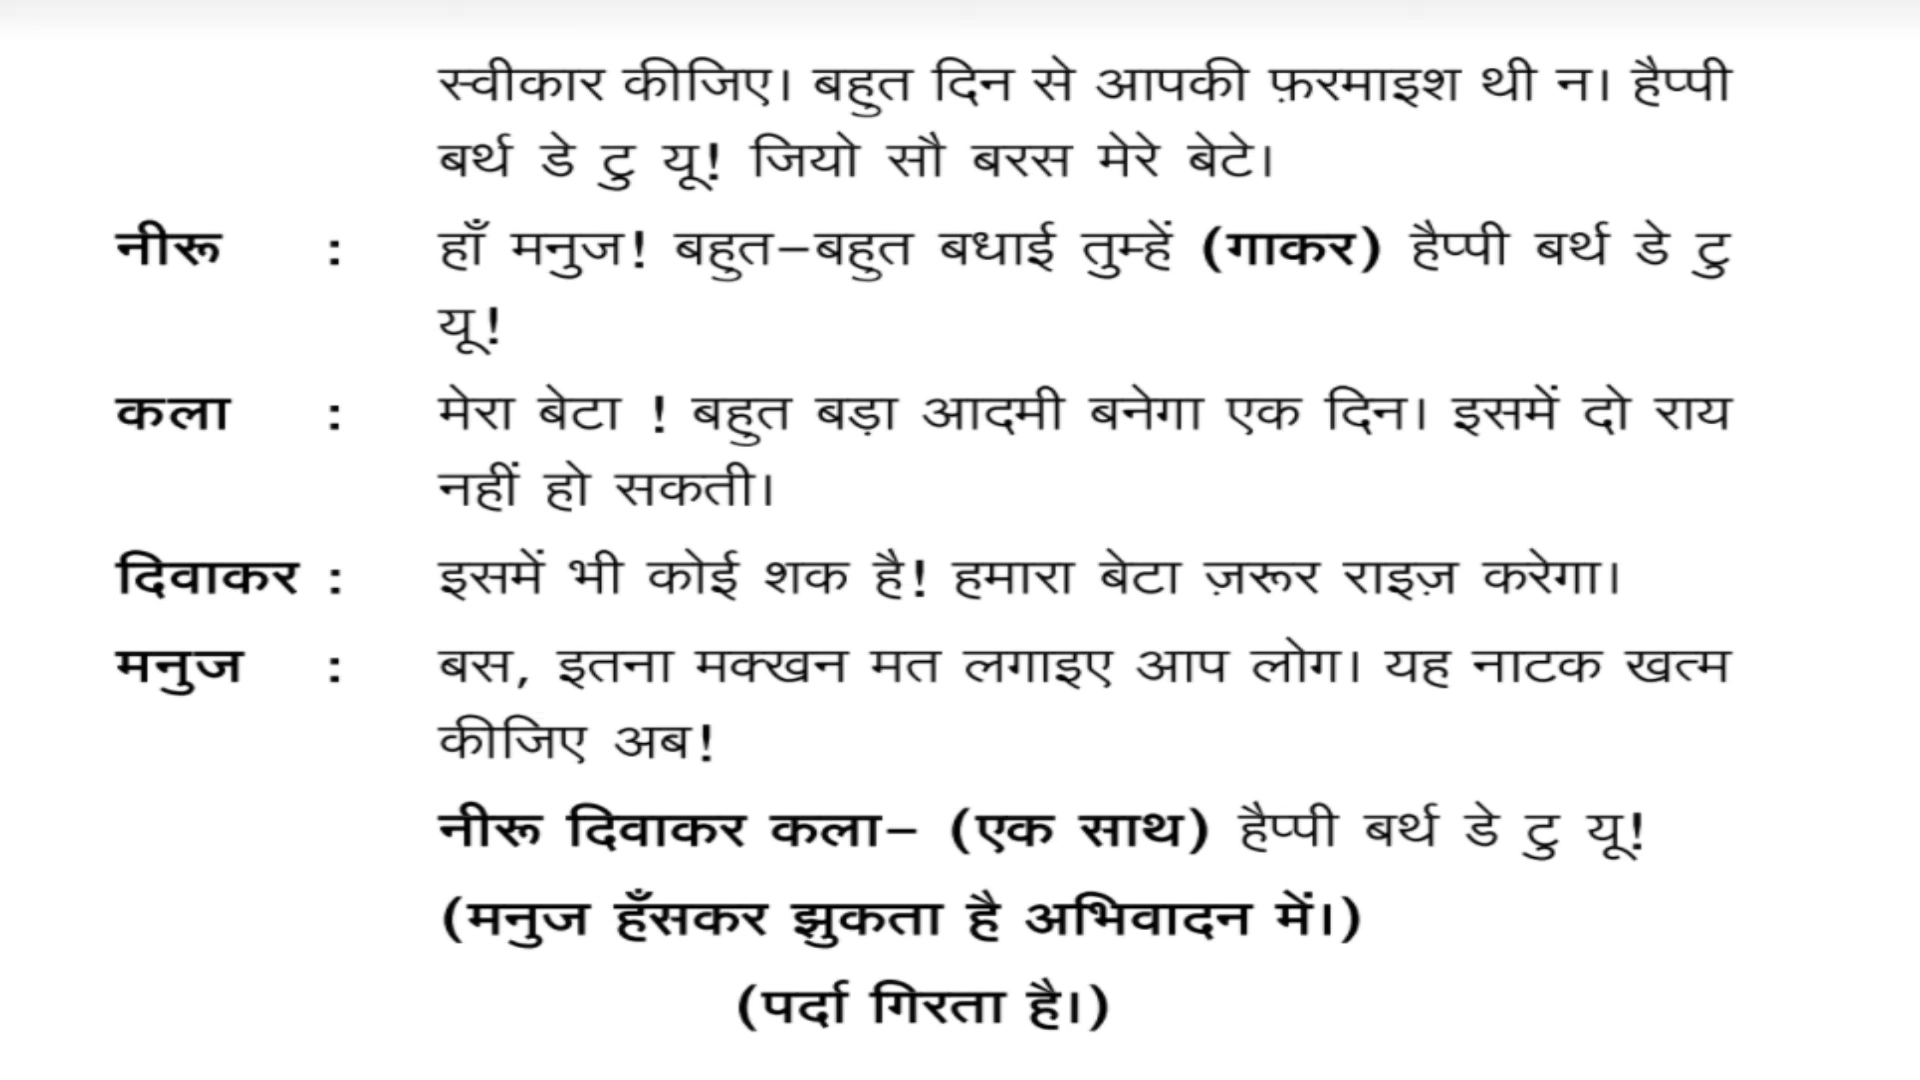 स्वीकार कीजिए। बहुत दिन से आपकी फ़रमाइश थी न। हैप्पी
बर्थ डे टु यू! जियो सौ बरस मेरे बेटे।
नीरू : हाँ मनुज! बहुत-बहुत बधाई तुम्हें (गाकर) हैप्पी बर्थ डे टु
यू!
कला : मेरा बेटा ! बहुत बड़ा आदमी बनेगा एक दिन। इसमें दो राय
नहीं हो सकती।
दिवाकर : इसमें भी कोई शक है! हमारा बेटा ज़रूर राइज़ करेगा।
मनुज : बस, इतना मक्खन मत लगाइए आप लोग। यह नाटक खत्म
कीजिए अब!
नीरू दिवाकर कला- (एक साथ) हैप्पी बर्थ डे टु यू!
(मनुज हँसकर झुकता है अभिवादन में।)
(पर्दा गिरता है।)